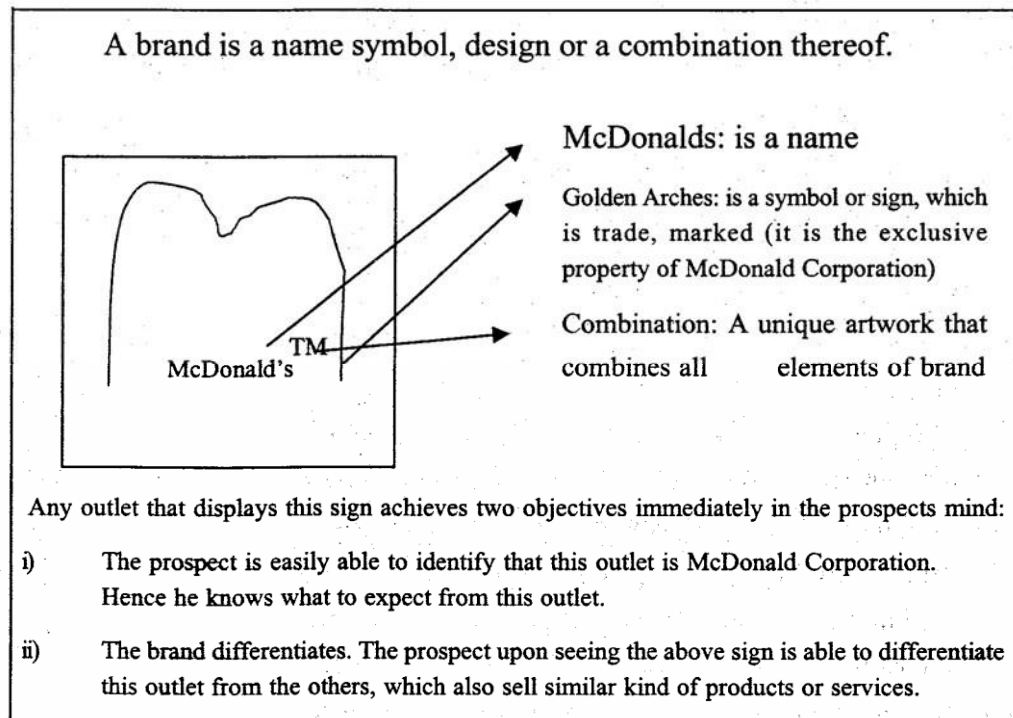 A brand is a name symbol, design or a combination thereof.
McDonalds: is a name
Golden Arches: is a symbol or sign, which
is trade, marked (it is the exclusive
property of McDonald Corporation)
Combination: A unique artwork that
combines all elements of brand
TM
McDonald's
Any outlet that displays this sign achieves two objectives immediately in the prospects mind:
i) The prospect is easily able to identify that this outlet is McDonald Corporation.
Hence he knows what to expect from this outlet.
ii) The brand differentiates. The prospect upon seeing the above sign is able to differentiate
this outlet from the others, which also sell similar kind of products or services.